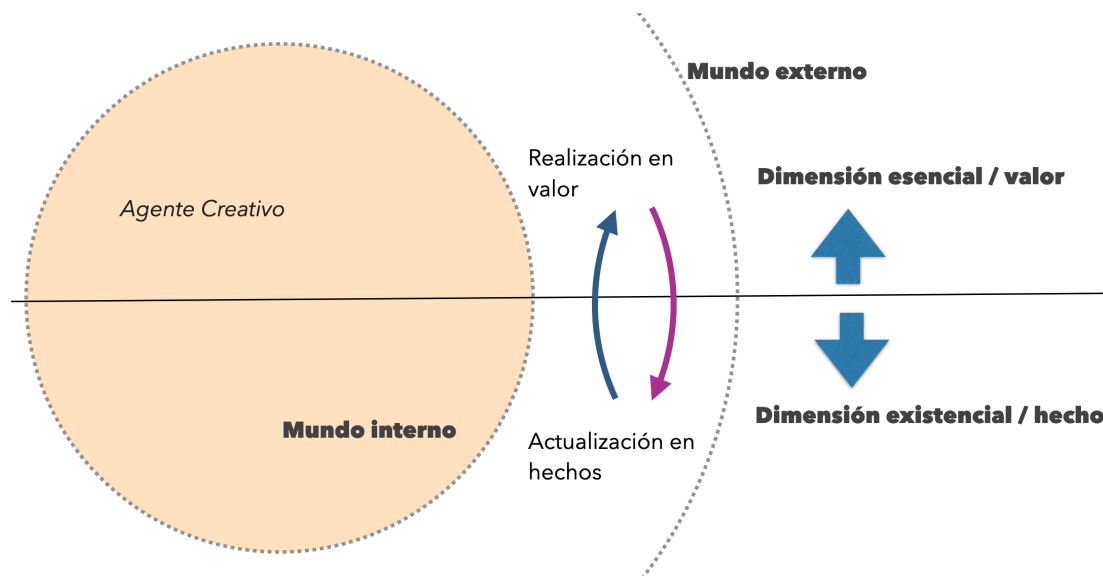 Mundo externo
Realización en
valor
Dimensión esencial / valor
Agente Creativo
Dimensión existencial / hecho
Mundo interno
Actualización en
hechos